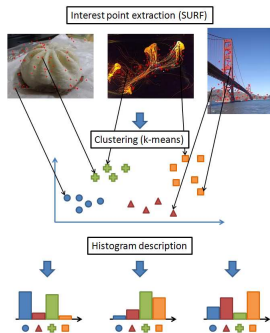 Interest point extraction (SURF)
Clustering (k-means)
Histogram description